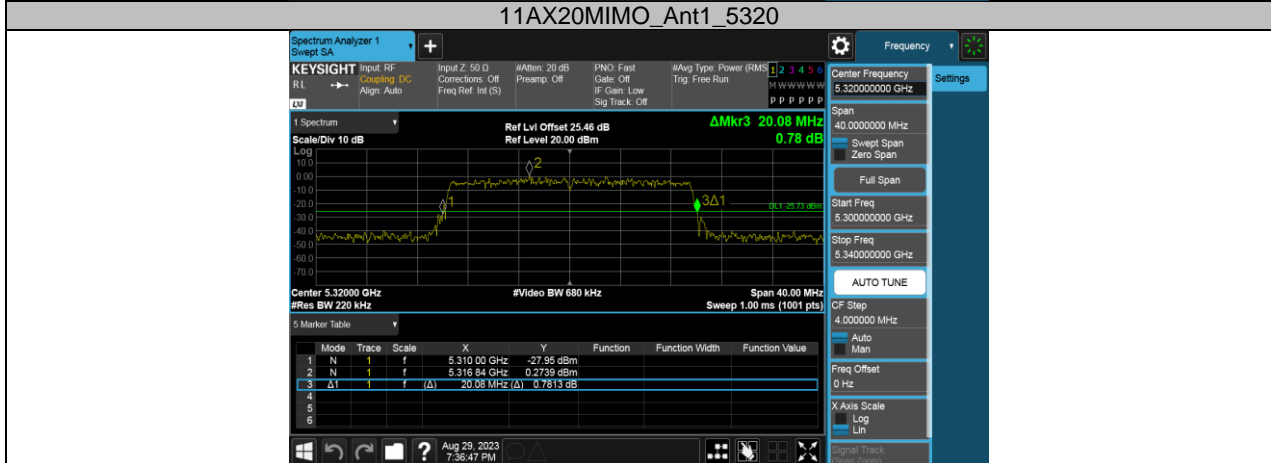 11AX20MIMO_Ant1_5320
Spectrum Analyzer 1
Swept SA
Frequency
KEYSIGHT Input: RF Input Z: 50 Ω #Atten: 20 dB PNO: Fast #Avg Type: Power (RMS 1 2 3 4 5 6
RL Coupling: DC Corrections: Off Preamp: Off Gate: Off Trig: Free Run M W W W W W
Align: Auto Freq Ref: Int (S) IF Gain: Low P P P P P P
Sig Track: Off
LXI
1 Spectrum Ref Lvl Offset 25.46 dB ΔMkr3 20.08 MHz
Scale/Div 10 dB Ref Level 20.00 dBm 0.78 dB
Log
10.0
0.00
-10.0
-20.0
-30.0
-40.0
-50.0
-60.0
-70.0
2
1
3Δ1
DL1 -25.73 dBm
Center 5.32000 GHz #Video BW 680 kHz Span 40.00 MHz
#Res BW 220 kHz Sweep 1.00 ms (1001 pts)
5 Marker Table
Mode Trace Scale X Y Function Function Width Function Value
1 N 1 f 5.310 00 GHz -27.95 dBm
2 N 1 f 5.316 84 GHz 0.2739 dBm
3 Δ1 1 f (Δ) 20.08 MHz (Δ) 0.7813 dB
4
5
6
Aug 29, 2023
7:36:47 PM
Center Frequency
5.320000000 GHz
Settings
Span
40.0000000 MHz
Swept Span
Zero Span
Full Span
Start Freq
5.300000000 GHz
Stop Freq
5.340000000 GHz
AUTO TUNE
CF Step
4.000000 MHz
Auto
Man
Freq Offset
0 Hz
X Axis Scale
Log
Lin
Signal Track
(Span Zoom)